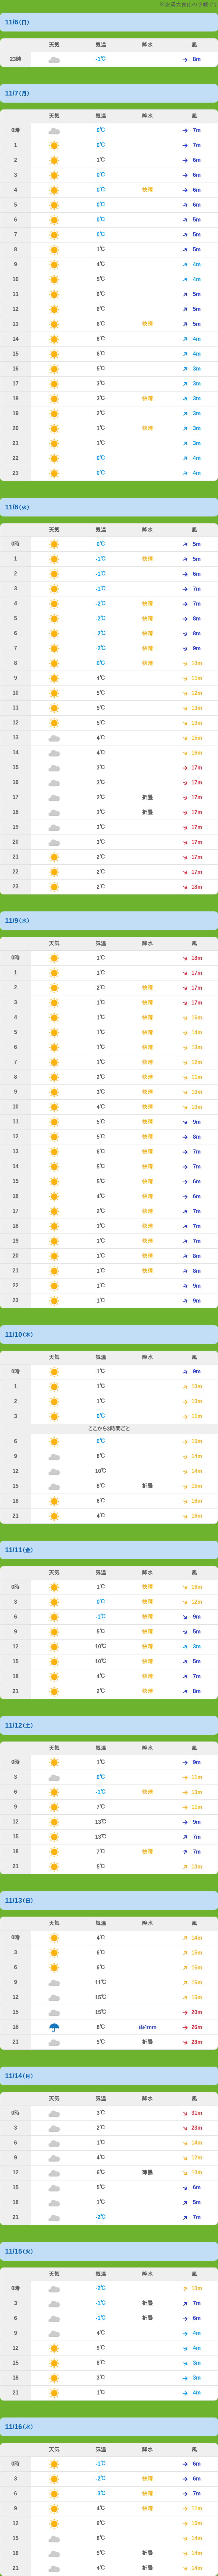 ※ 山の予報です
11/6(日)
天気 気温 降水 風
23時 -1℃ 8m
11/7(月)
天気 気温 降水 風
0時 0℃ 7m
1 0℃ 7m
2 1℃ 6m
3 0℃ 6m
4 0℃ 快晴 6m
5 0℃ 6m
6 0℃ 5m
7 0℃ 5m
8 1℃ 5m
9 4℃ 4m
10 5℃ 4m
11 6℃ 5m
12 6℃ 5m
13 6℃ 快晴 5m
14 6℃ 4m
15 6℃ 4m
16 5℃ 3m
17 3℃ 3m
18 3℃ 快晴 3m
19 2℃ 3m
20 1℃ 快晴 3m
21 1℃ 3m
22 0℃ 4m
23 0℃ 4m
11/8(火)
天気 気温 降水 風
0時 0℃ 5m
1 -1℃ 快晴 5m
2 -1℃ 6m
3 -1℃ 7m
4 -2℃ 快晴 7m
5 -2℃ 快晴 8m
6 -2℃ 快晴 8m
7 -2℃ 快晴 9m
8 0℃ 快晴 10m
9 4℃ 11m
10 5℃ 12m
11 5℃ 13m
12 5℃ 13m
13 4℃ 15m
14 4℃ 16m
15 3℃ 17m
16 3℃ 17m
17 2℃ 折曇 17m
18 3℃ 折曇 17m
19 3℃ 17m
20 3℃ 17m
21 2℃ 17m
22 2℃ 17m
23 2℃ 18m
11/9(水)
天気 気温 降水 風
0時 1℃ 18m
1 1℃ 17m
2 2℃ 快晴 17m
3 1℃ 快晴 17m
4 1℃ 快晴 16m
5 1℃ 快晴 14m
6 1℃ 快晴 13m
7 1℃ 快晴 12m
8 2℃ 快晴 11m
9 3℃ 快晴 10m
10 4℃ 快晴 10m
11 5℃ 快晴 9m
12 5℃ 快晴 8m
13 6℃ 快晴 7m
14 5℃ 快晴 7m
15 5℃ 快晴 6m
16 4℃ 快晴 6m
17 2℃ 快晴 7m
18 1℃ 快晴 7m
19 1℃ 快晴 7m
20 1℃ 快晴 8m
21 1℃ 快晴 8m
22 1℃ 9m
23 1℃ 9m
11/10(木)
天気 気温 降水 風
0時 1℃ 9m
1 1℃ 10m
2 1℃ 10m
3 0℃ 11m
ここから3時間ごと
6 0℃ 15m
9 8℃ 14m
12 10℃ 14m
15 8℃ 折曇 15m
18 6℃ 16m
21 4℃ 16m
11/11(金)
天気 気温 降水 風
0時 1℃ 快晴 16m
3 0℃ 快晴 12m
6 -1℃ 快晴 9m
9 5℃ 快晴 5m
12 10℃ 快晴 3m
15 10℃ 快晴 5m
18 4℃ 快晴 7m
21 2℃ 快晴 8m
11/12(土)
天気 気温 降水 風
0時 1℃ 9m
3 0℃ 11m
6 -1℃ 快晴 13m
9 7℃ 11m
12 13℃ 9m
15 13℃ 7m
18 7℃ 快晴 7m
21 5℃ 10m
11/13(日)
天気 気温 降水 風
0時 4℃ 14m
3 6℃ 15m
6 6℃ 16m
9 11℃ 16m
12 15℃ 15m
15 15℃ 20m
18 8℃ 雨4mm 26m
21 5℃ 折曇 28m
11/14(月)
天気 気温 降水 風
0時 3℃ 31m
3 2℃ 23m
6 1℃ 14m
9 4℃ 12m
12 6℃ 薄曇 10m
15 5℃ 6m
18 1℃ 5m
21 -2℃ 7m
11/15(火)
天気 気温 降水 風
0時 -2℃ 10m
3 -1℃ 折曇 7m
6 -1℃ 折曇 6m
9 4℃ 4m
12 9℃ 4m
15 8℃ 3m
18 3℃ 3m
21 1℃ 4m
11/16(水)
天気 気温 降水 風
0時 -1℃ 6m
3 -2℃ 快晴 6m
6 -3℃ 快晴 7m
9 4℃ 快晴 11m
12 9℃ 15m
15 8℃ 14m
18 5℃ 折曇 14m
21 4℃ 折曇 14m